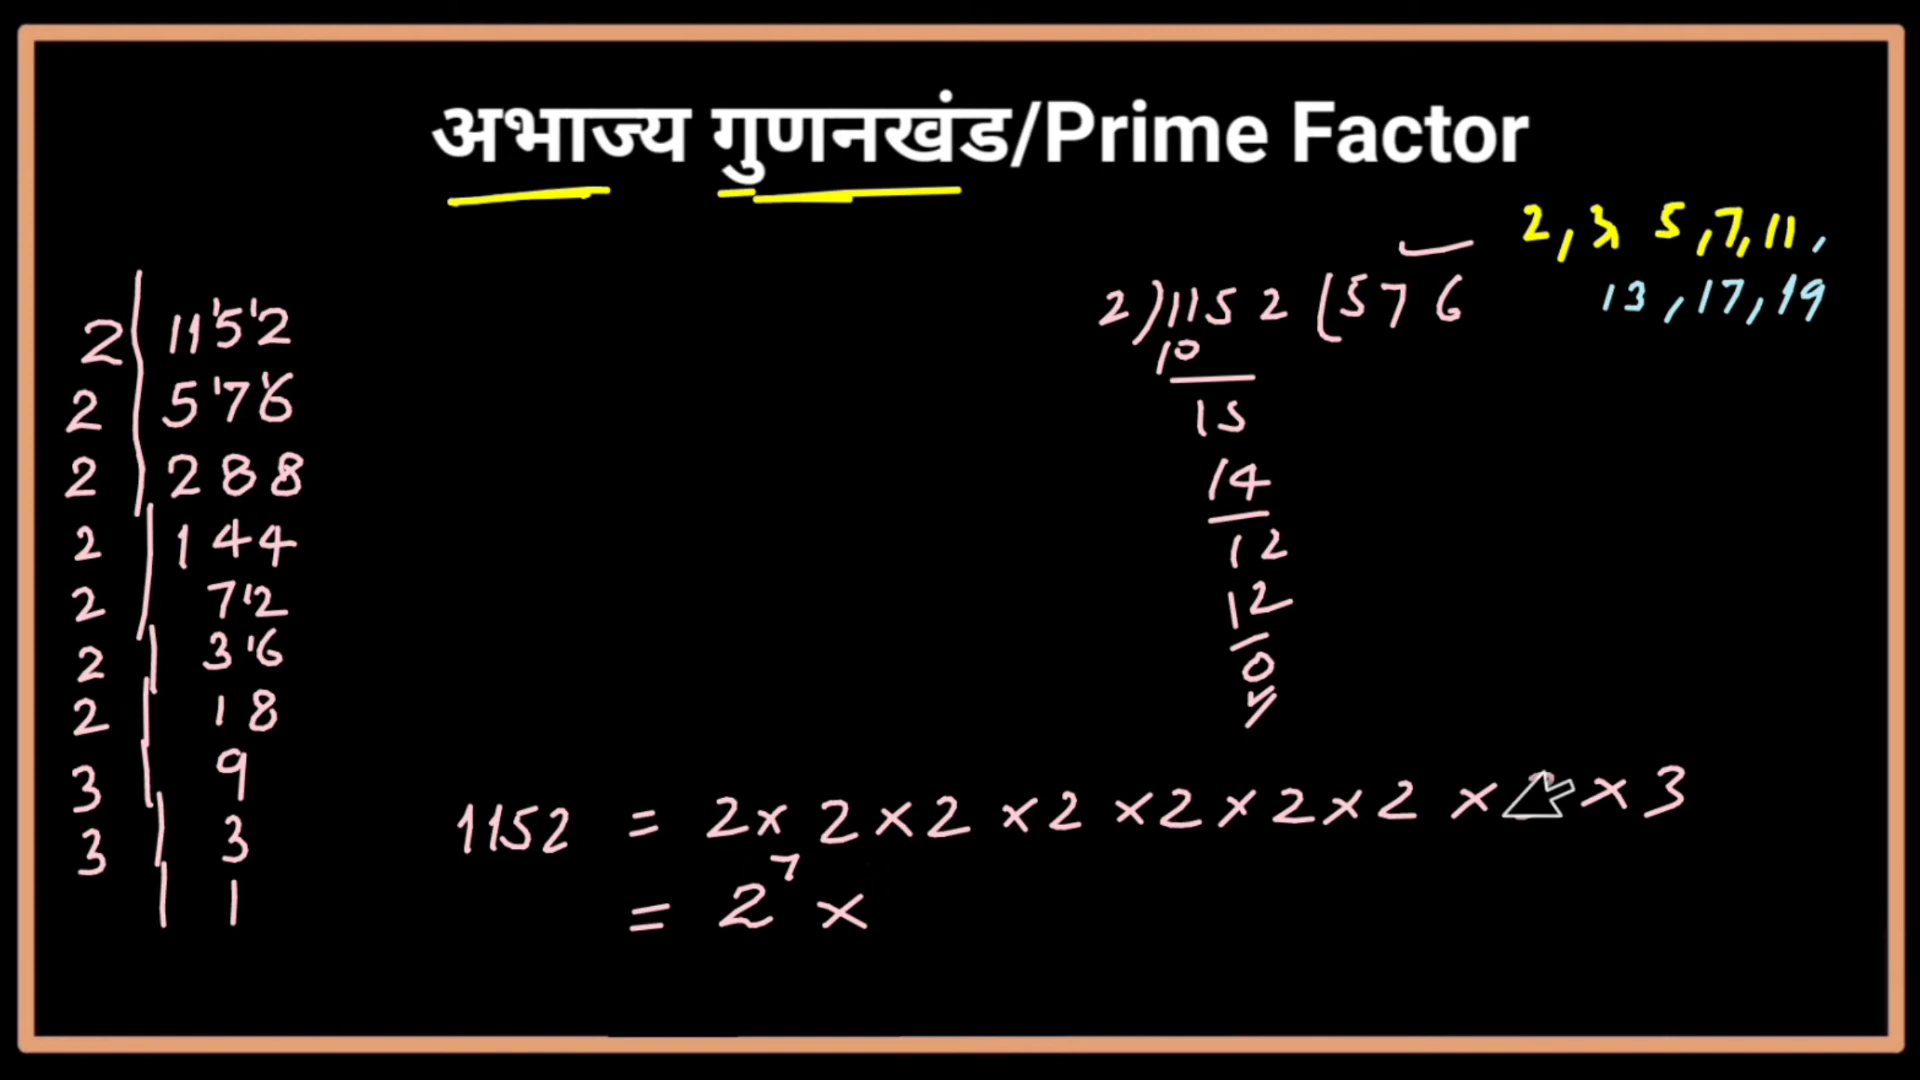 अभाज्य गुणनखंड/Prime Factor
2, 3 5, 7, 11,
13, 17, 19
2 | 1152
2 | 576
2 | 288
2 | 144
2 | 72
2 | 36
2 | 18
3 | 9
3 | 3
| 1
2)1152(576
10
15
14
12
12
0
1152 = 2 × 2 × 2 × 2 × 2 × 2 × 2 × × 3
= 2⁷ ×